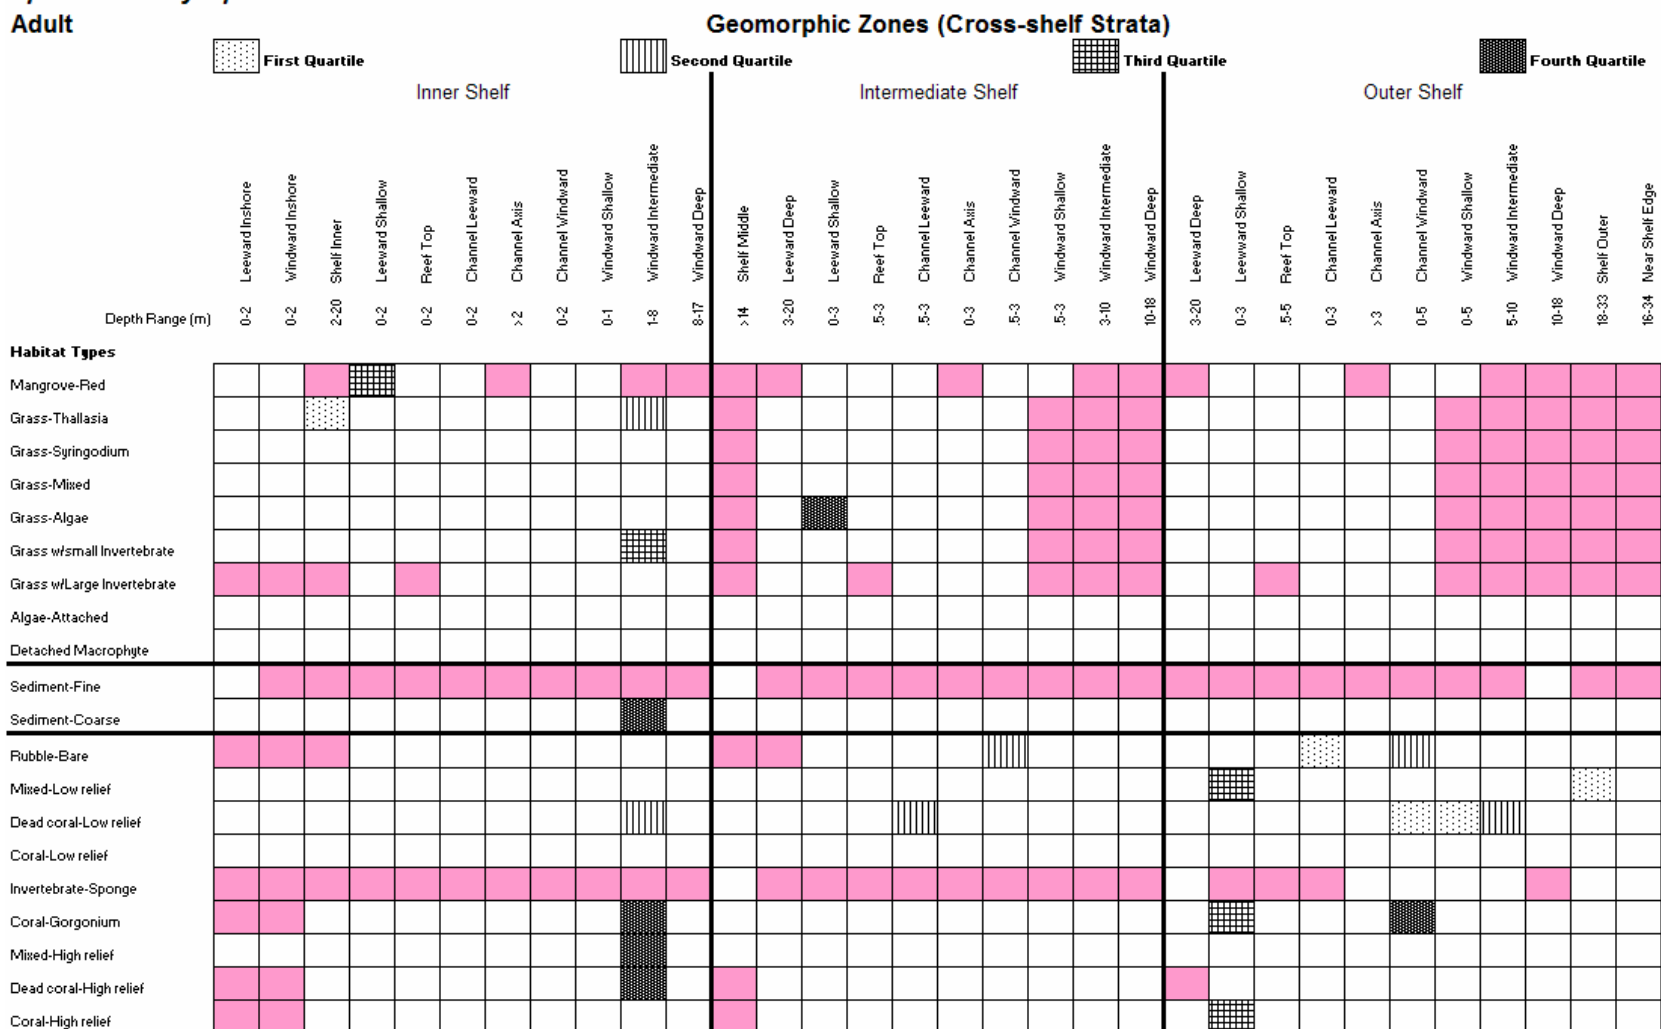 Adult
Geomorphic Zones (Cross-shelf Strata)
First Quartile
Second Quartile
Third Quartile
Fourth Quartile
Inner Shelf
Intermediate Shelf
Outer Shelf
Leeward Inshore
Windward Inshore
Shelf Inner
Leeward Shallow
Reef Top
Channel Leeward
Channel Axis
Channel Windward
Windward Shallow
Windward Intermediate
Windward Deep
Shelf Middle
Leeward Deep
Leeward Shallow
Reef Top
Channel Leeward
Channel Axis
Channel Windward
Windward Shallow
Windward Intermediate
Windward Deep
Leeward Deep
Leeward Shallow
Reef Top
Channel Leeward
Channel Axis
Channel Windward
Windward Shallow
Windward Intermediate
Windward Deep
Shelf Outer
Near Shelf Edge
Depth Range (m)
0-2
0-2
2-20
0-2
0-2
0-2
>2
0-2
0-1
1-8
8-17
>14
3-20
0-3
.5-3
.5-3
0-3
.5-3
.5-3
3-10
10-18
3-20
0-3
.5-5
0-3
>3
0-5
0-5
5-10
10-18
18-33
16-34
Habitat Types
Mangrove-Red
Grass-Thallasia
Grass-Syringodium
Grass-Mixed
Grass-Algae
Grass w/small Invertebrate
Grass w/Large Invertebrate
Algae-Attached
Detached Macrophyte
Sediment-Fine
Sediment-Coarse
Rubble-Bare
Mixed-Low relief
Dead coral-Low relief
Coral-Low relief
Invertebrate-Sponge
Coral-Gorgonium
Mixed-High relief
Dead coral-High relief
Coral-High relief